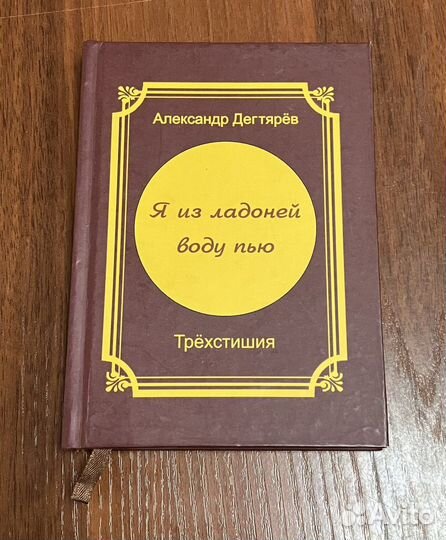 Александр Дегтярёв
Я из ладоней
воду пью
Трёхстишия
Avito